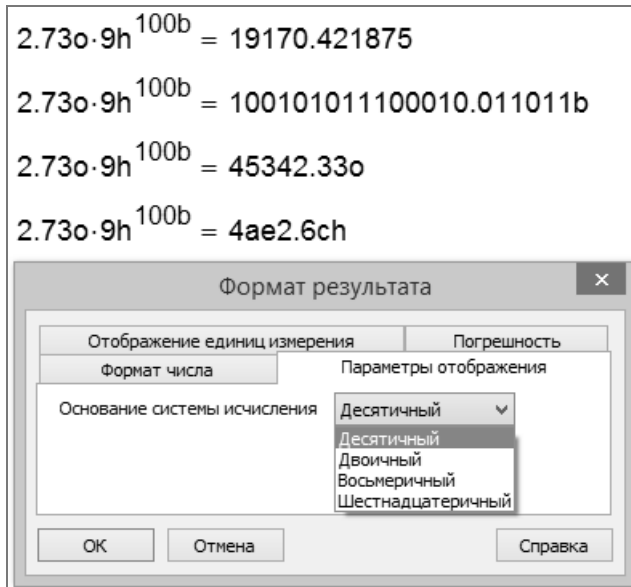 2.73o·9h^100b = 19170.421875
2.73o·9h^100b = 100101011100010.011011b
2.73o·9h^100b = 45342.33o
2.73o·9h^100b = 4ae2.6ch
Формат результата ×
Отображение единиц измерения Погрешность
Формат числа Параметры отображения
Основание системы исчисления Десятичный
Десятичный
Двоичный
Восьмеричный
Шестнадцатеричный
ОК Отмена Справка